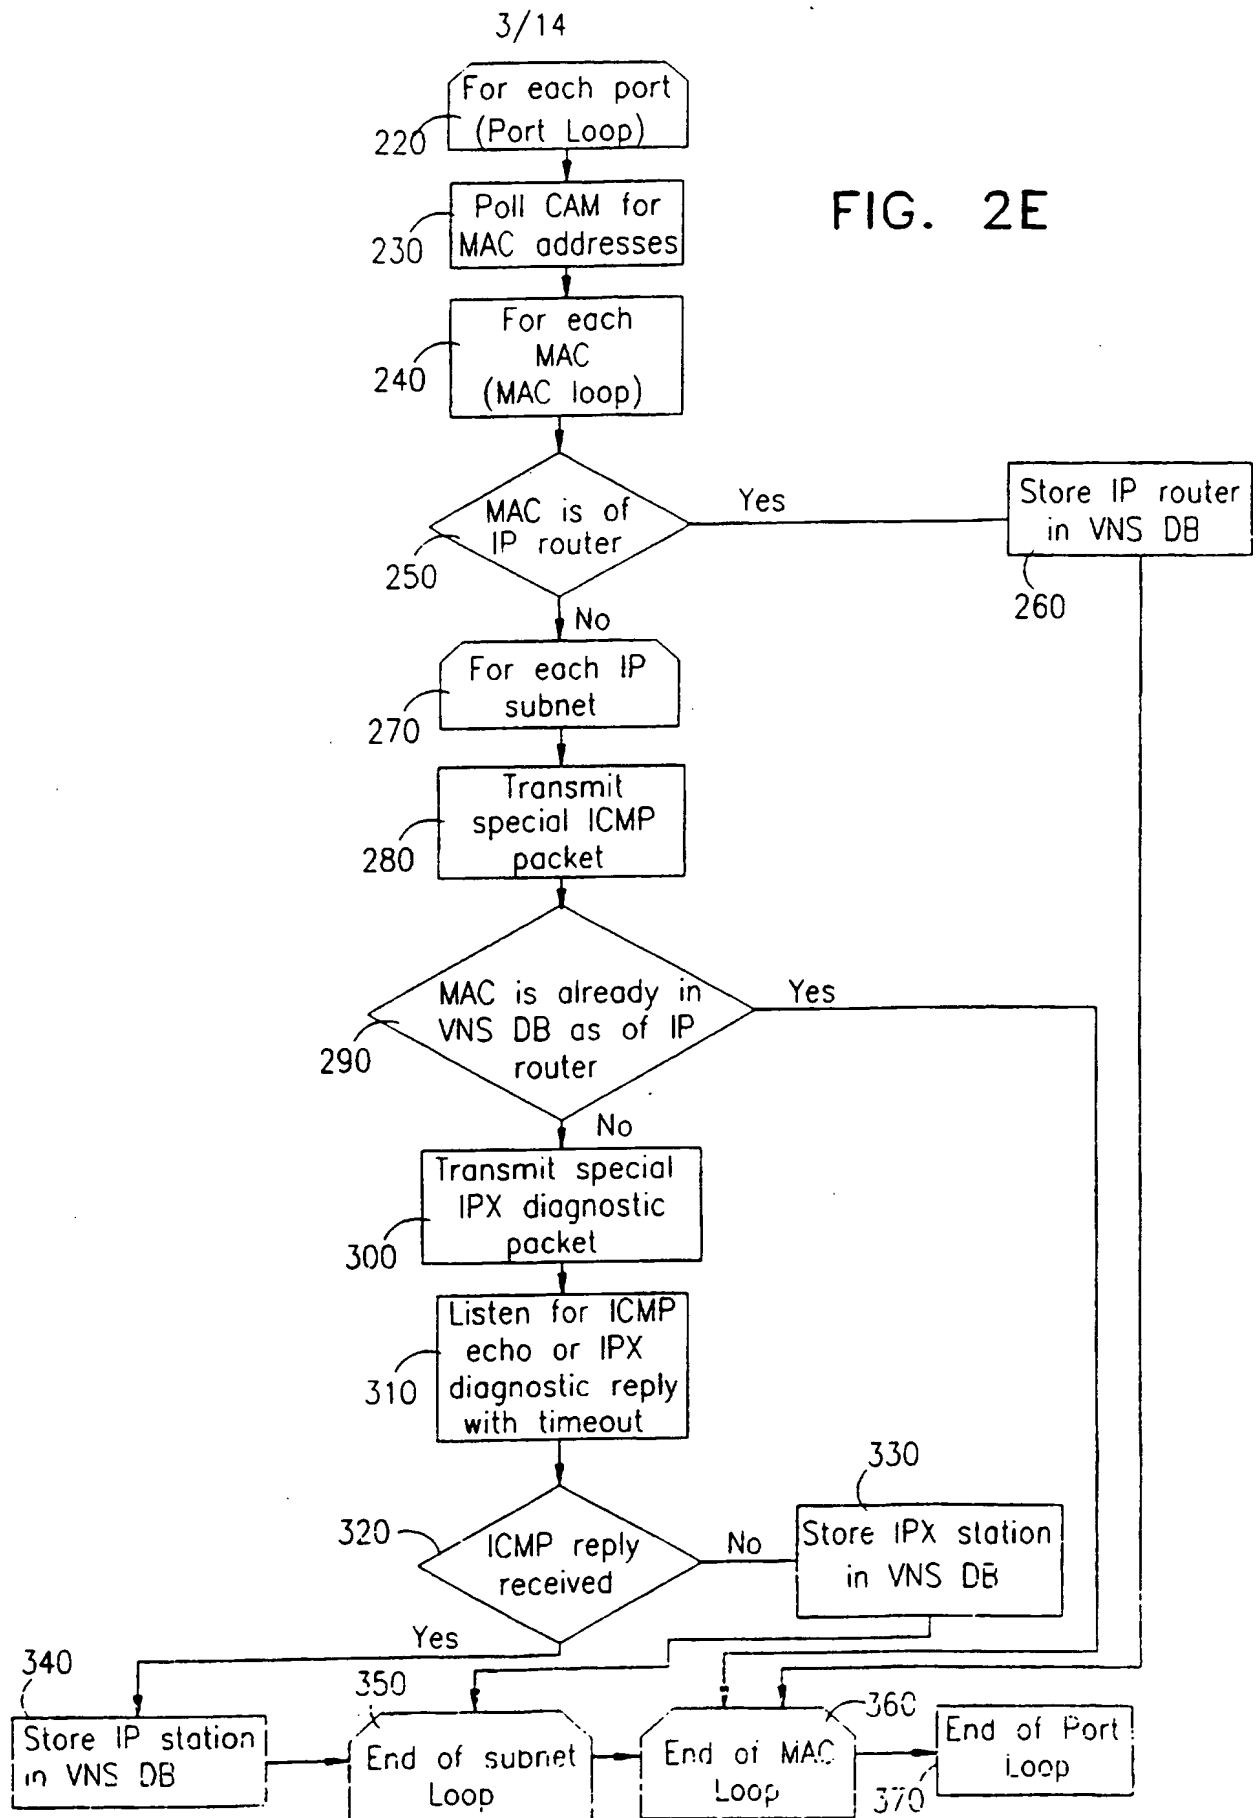 3/14
For each port
(Port Loop)
220
Poll CAM for
MAC addresses
230
FIG. 2E
For each
MAC
(MAC loop)
240
MAC is of
IP router
250
Yes
Store IP router
in VNS DB
260
No
For each IP
subnet
270
Transmit
special ICMP
packet
280
MAC is already in
VNS DB as of IP
router
290
Yes
No
Transmit special
IPX diagnostic
packet
300
Listen for ICMP
echo or IPX
diagnostic reply
with timeout
310
ICMP reply
received
320
No
330
Store IPX station
in VNS DB
Yes
340
Store IP station
in VNS DB
350
End of subnet
Loop
360
End of MAC
Loop
End of Port
Loop
370